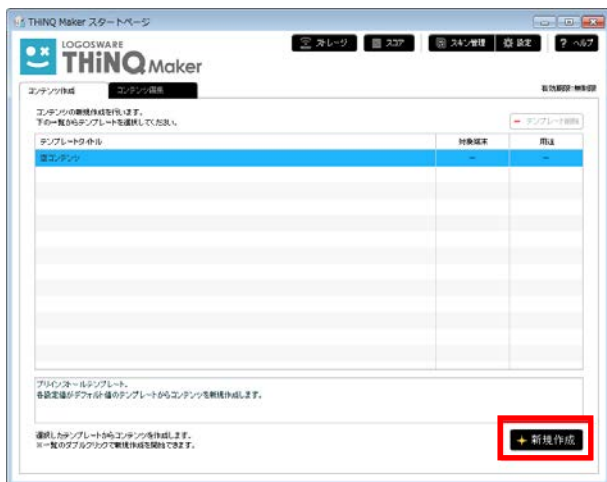 THiNQ Maker スタートページ
LOGOSWARE
THiNQ Maker
ストレージ スコア スキン管理 設定 ? ヘルプ
コンテンツ作成 コンテンツ編集 有効期限:無制限
コンテンツの新規作成を行います。
下の一覧からテンプレートを選択してください。
テンプレート削除
テンプレートタイトル 対象端末 用途
空コンテンツ － －
プリインストールテンプレート。
各設定値がデフォルト値のテンプレートからコンテンツを新規作成します。
選択したテンプレートからコンテンツを作成します。
※一覧のダブルクリックで新規作成を開始できます。
新規作成